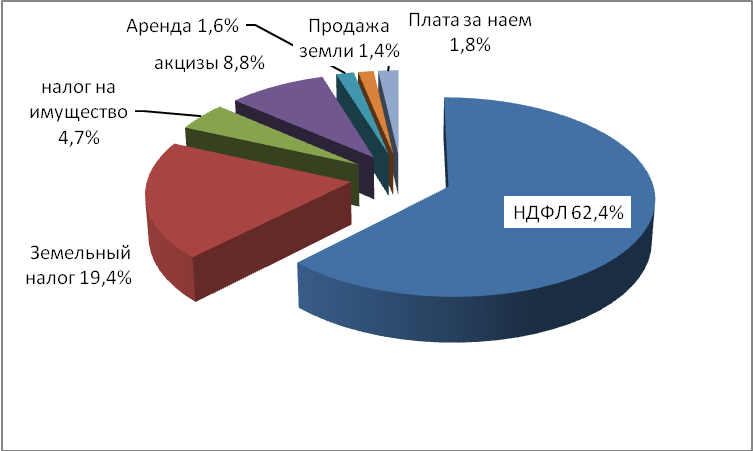 Аренда 1,6%
акцизы 8,8%
Продажа
земли 1,4%
Плата за наем
1,8%
налог на
имущество
4,7%
НДФЛ 62,4%
Земельный
налог 19,4%